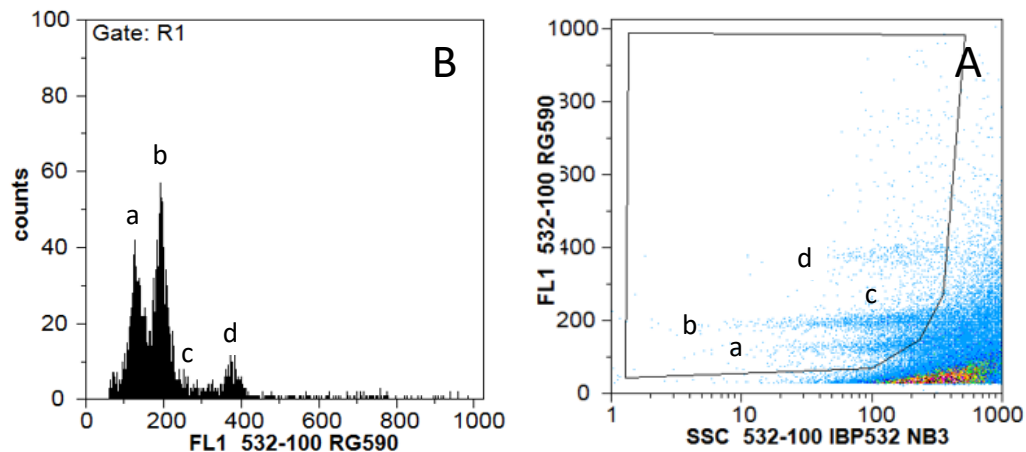 100
Gate: R1
B
80
60
40
20
0
counts
a
b
c
d
0 200 400 600 800 1000
FL1 532-100 RG590
1000
A
800
600
400
200
0
FL1 532-100 RG590
d
c
b
a
1 10 100 1000
SSC 532-100 IBP532 NB3